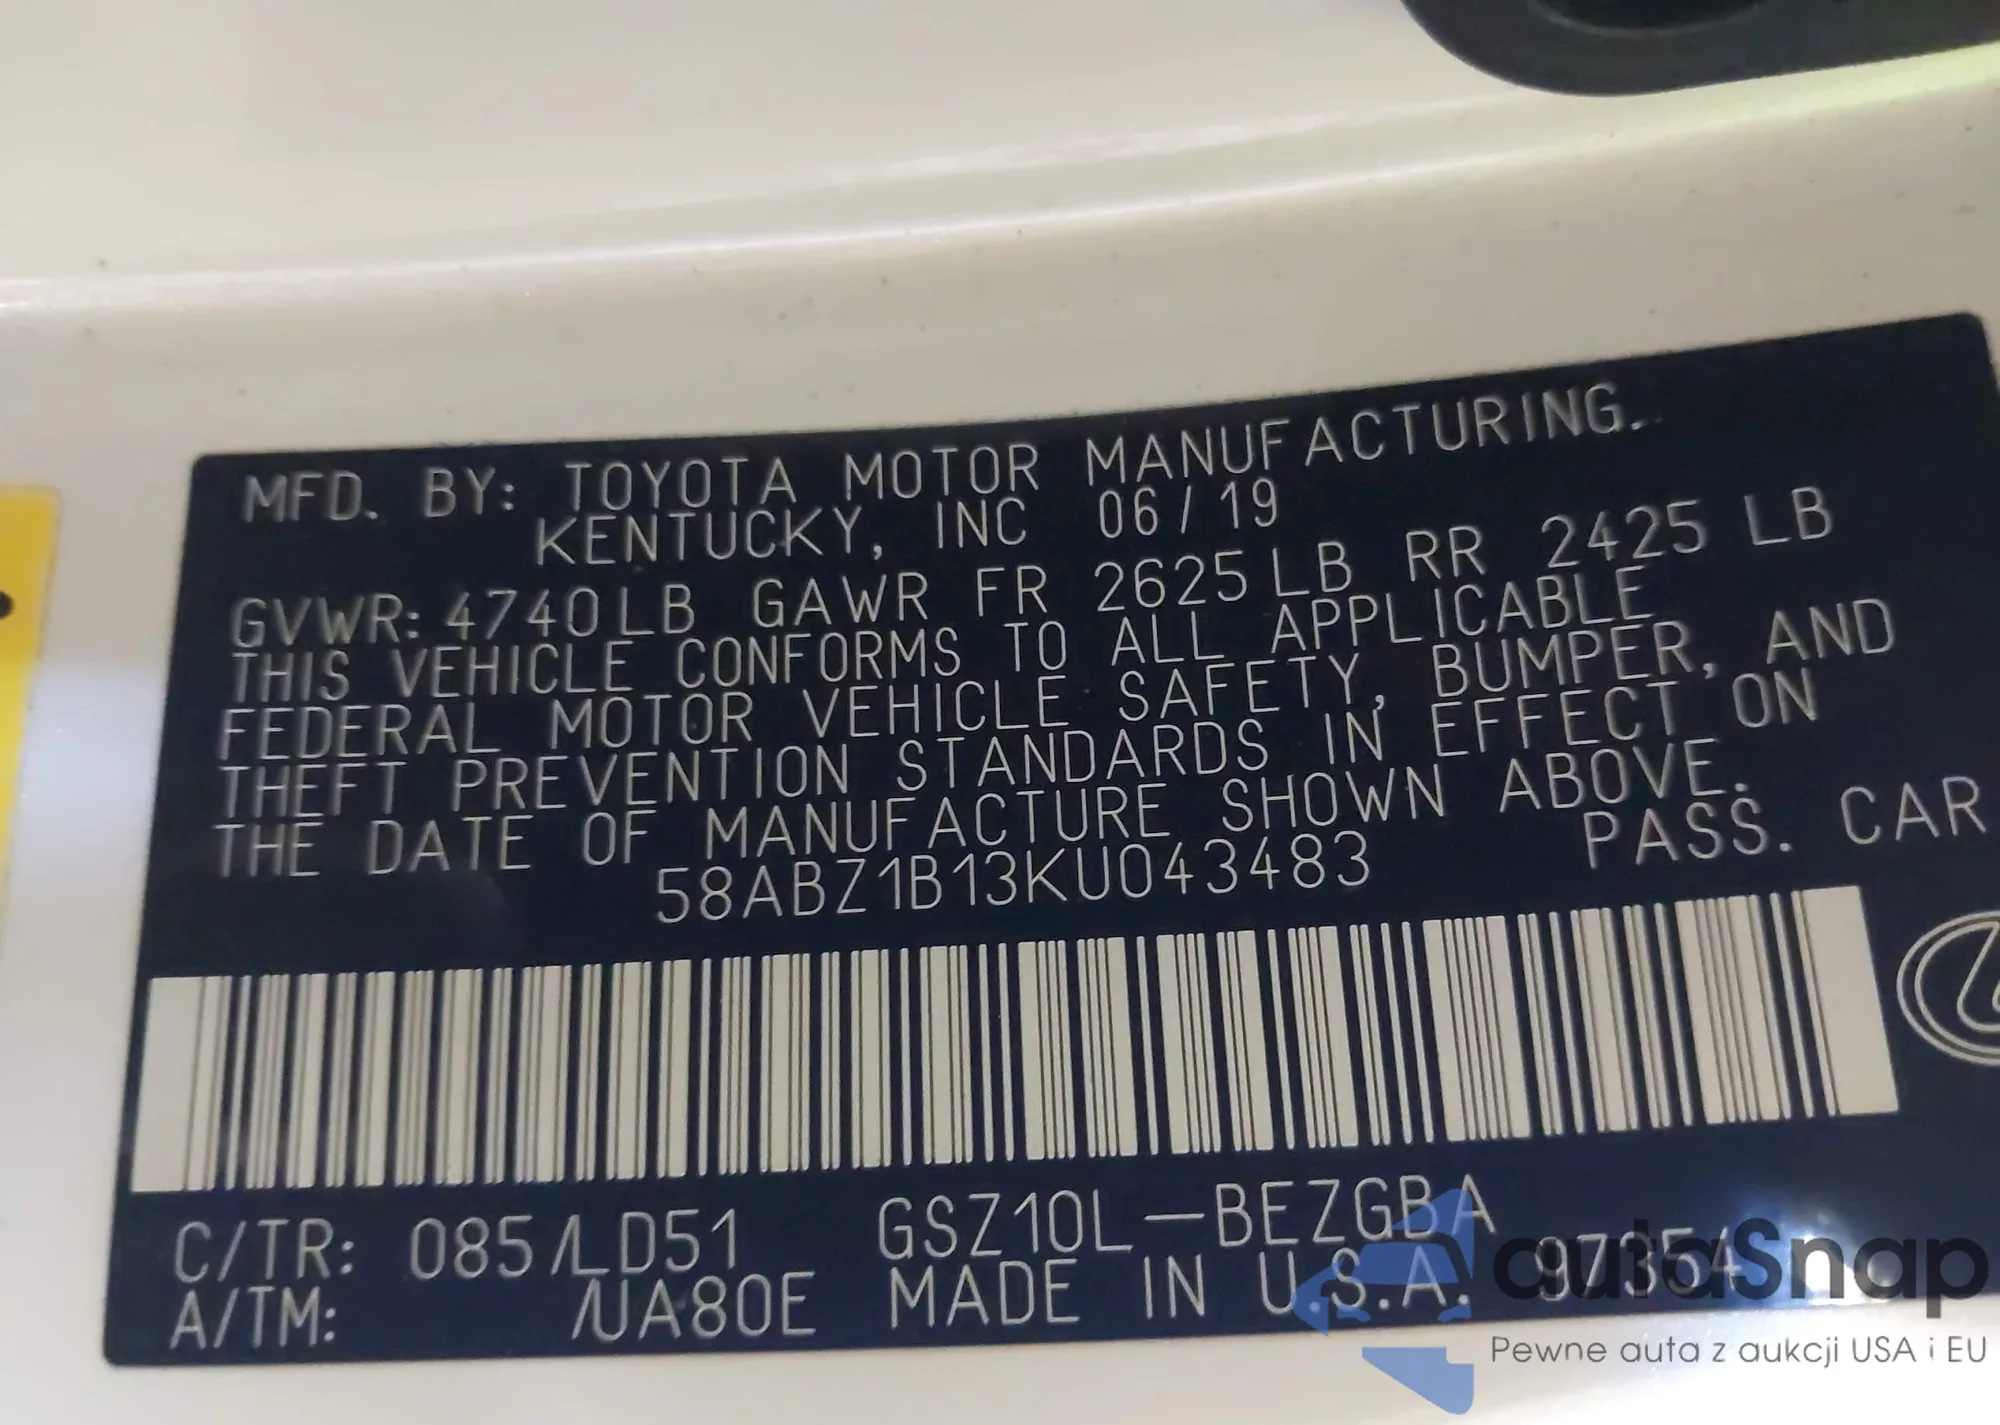 MFD. BY: TOYOTA MOTOR MANUFACTURING.
KENTUCKY, INC 06/19
GVWR: 4740LB GAWR FR 2625LB RR 2425 LB
THIS VEHICLE CONFORMS TO ALL APPLICABLE
FEDERAL MOTOR VEHICLE SAFETY, BUMPER, AND
THEFT PREVENTION STANDARDS IN EFFECT ON
THE DATE OF MANUFACTURE SHOWN ABOVE.
58ABZ1B13KU043483 PASS. CAR
C/TR: 085/LD51 GSZ10L-BEZGBA
A/TM: /UA80E MADE IN U.S.A. 97354
autoSnap
Pewne auta z aukcji USA i EU